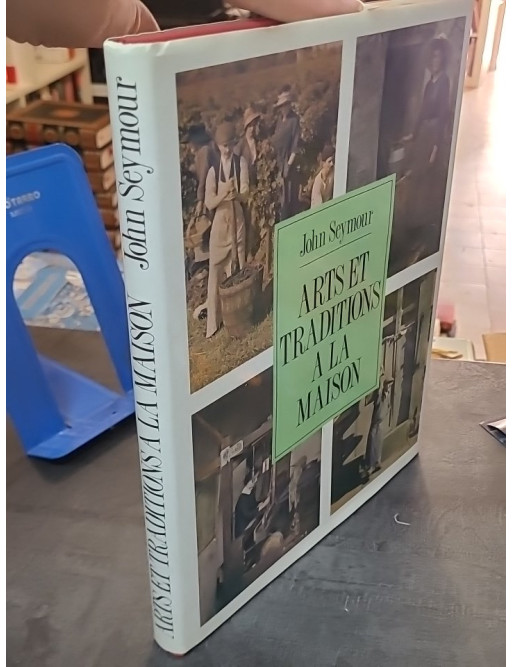 John Seymour
ARTS ET
TRADITIONS
A LA
MAISON
ARTS ET TRADITIONS A LA MAISON John Seymour